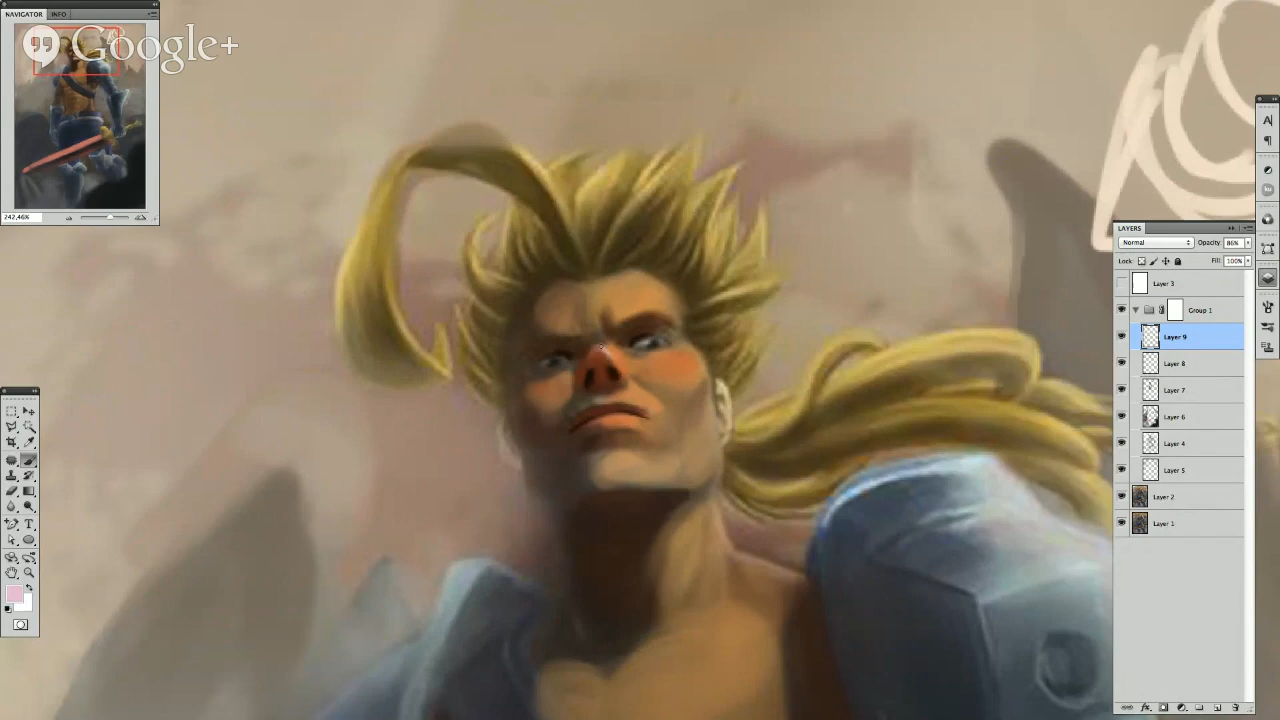 NAVIGATOR INFO
Google+
242,46%
LAYERS
Normal Opacity: 86%
Lock: Fill: 100%
Layer 3
Group 1
Layer 9
Layer 8
Layer 7
Layer 6
Layer 4
Layer 5
Layer 2
Layer 1